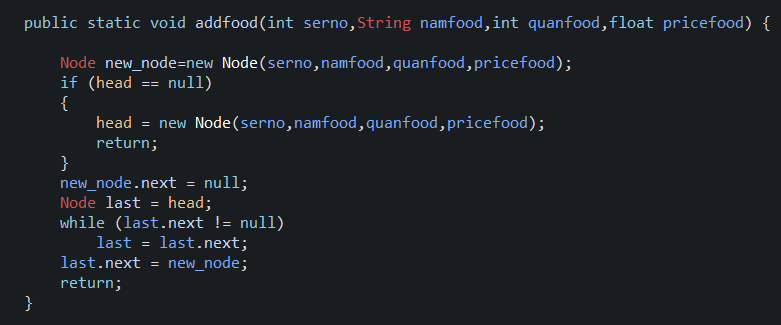 public static void addfood(int serno,String namfood,int quanfood,float pricefood) {
Node new_node=new Node(serno,namfood,quanfood,pricefood);
if (head == null)
{
head = new Node(serno,namfood,quanfood,pricefood);
return;
}
new_node.next = null;
Node last = head;
while (last.next != null)
last = last.next;
last.next = new_node;
return;
}